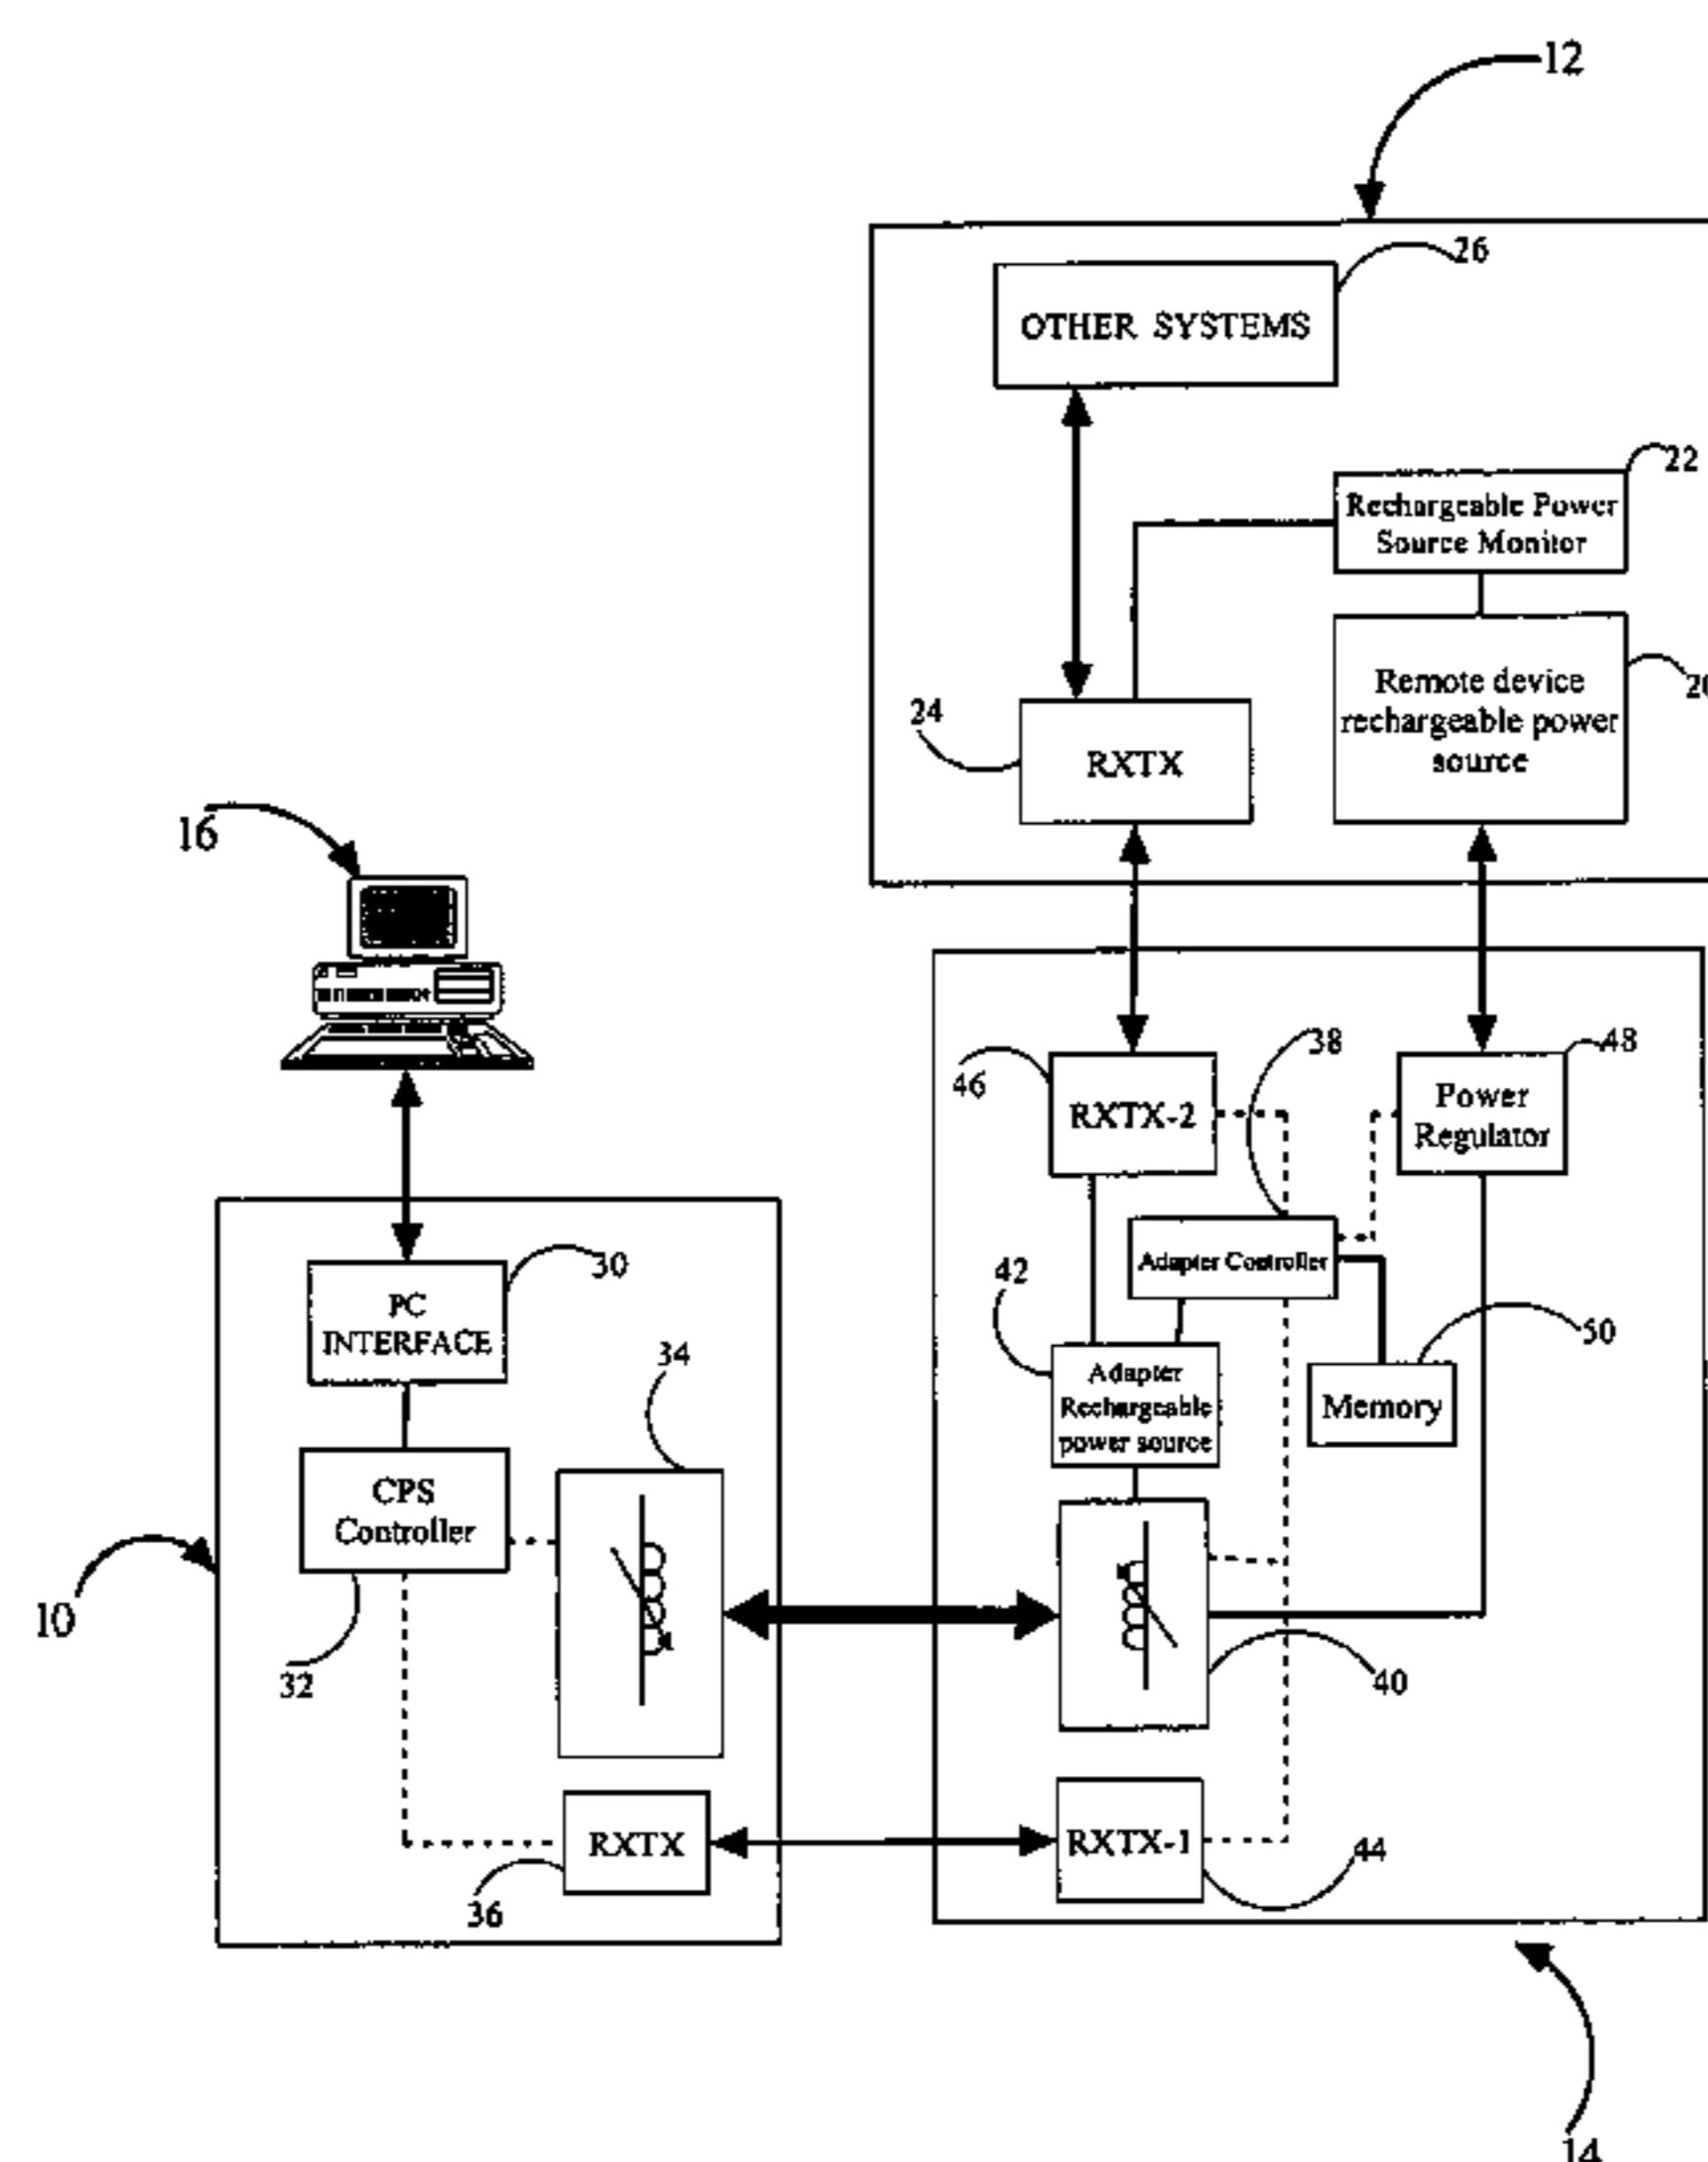 12
26
OTHER SYSTEMS
22
Rechargeable Power
Source Monitor
Remote device
rechargeable power
source
24
RXTX
16
38
48
46
RXTX-2
Power
Regulator
Adapter Controller
42
30
PC
INTERFACE
50
34
Adapter
Rechargeable
power source
Memory
CPS
Controller
10
32
40
RXTX
RXTX-1
44
36
14